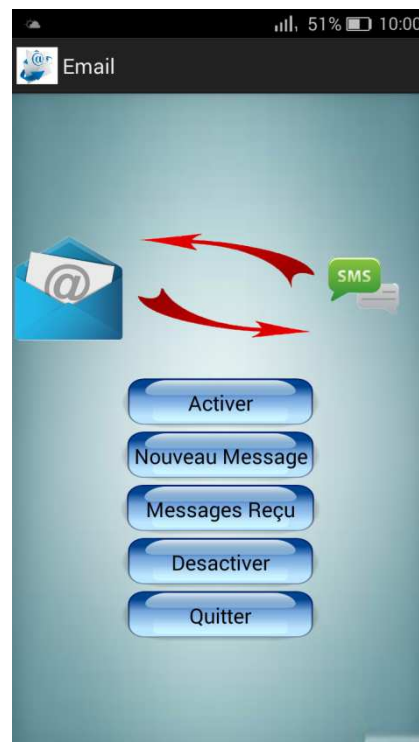 51% 10:00
Email
@
SMS
Activer
Nouveau Message
Messages Reçu
Desactiver
Quitter